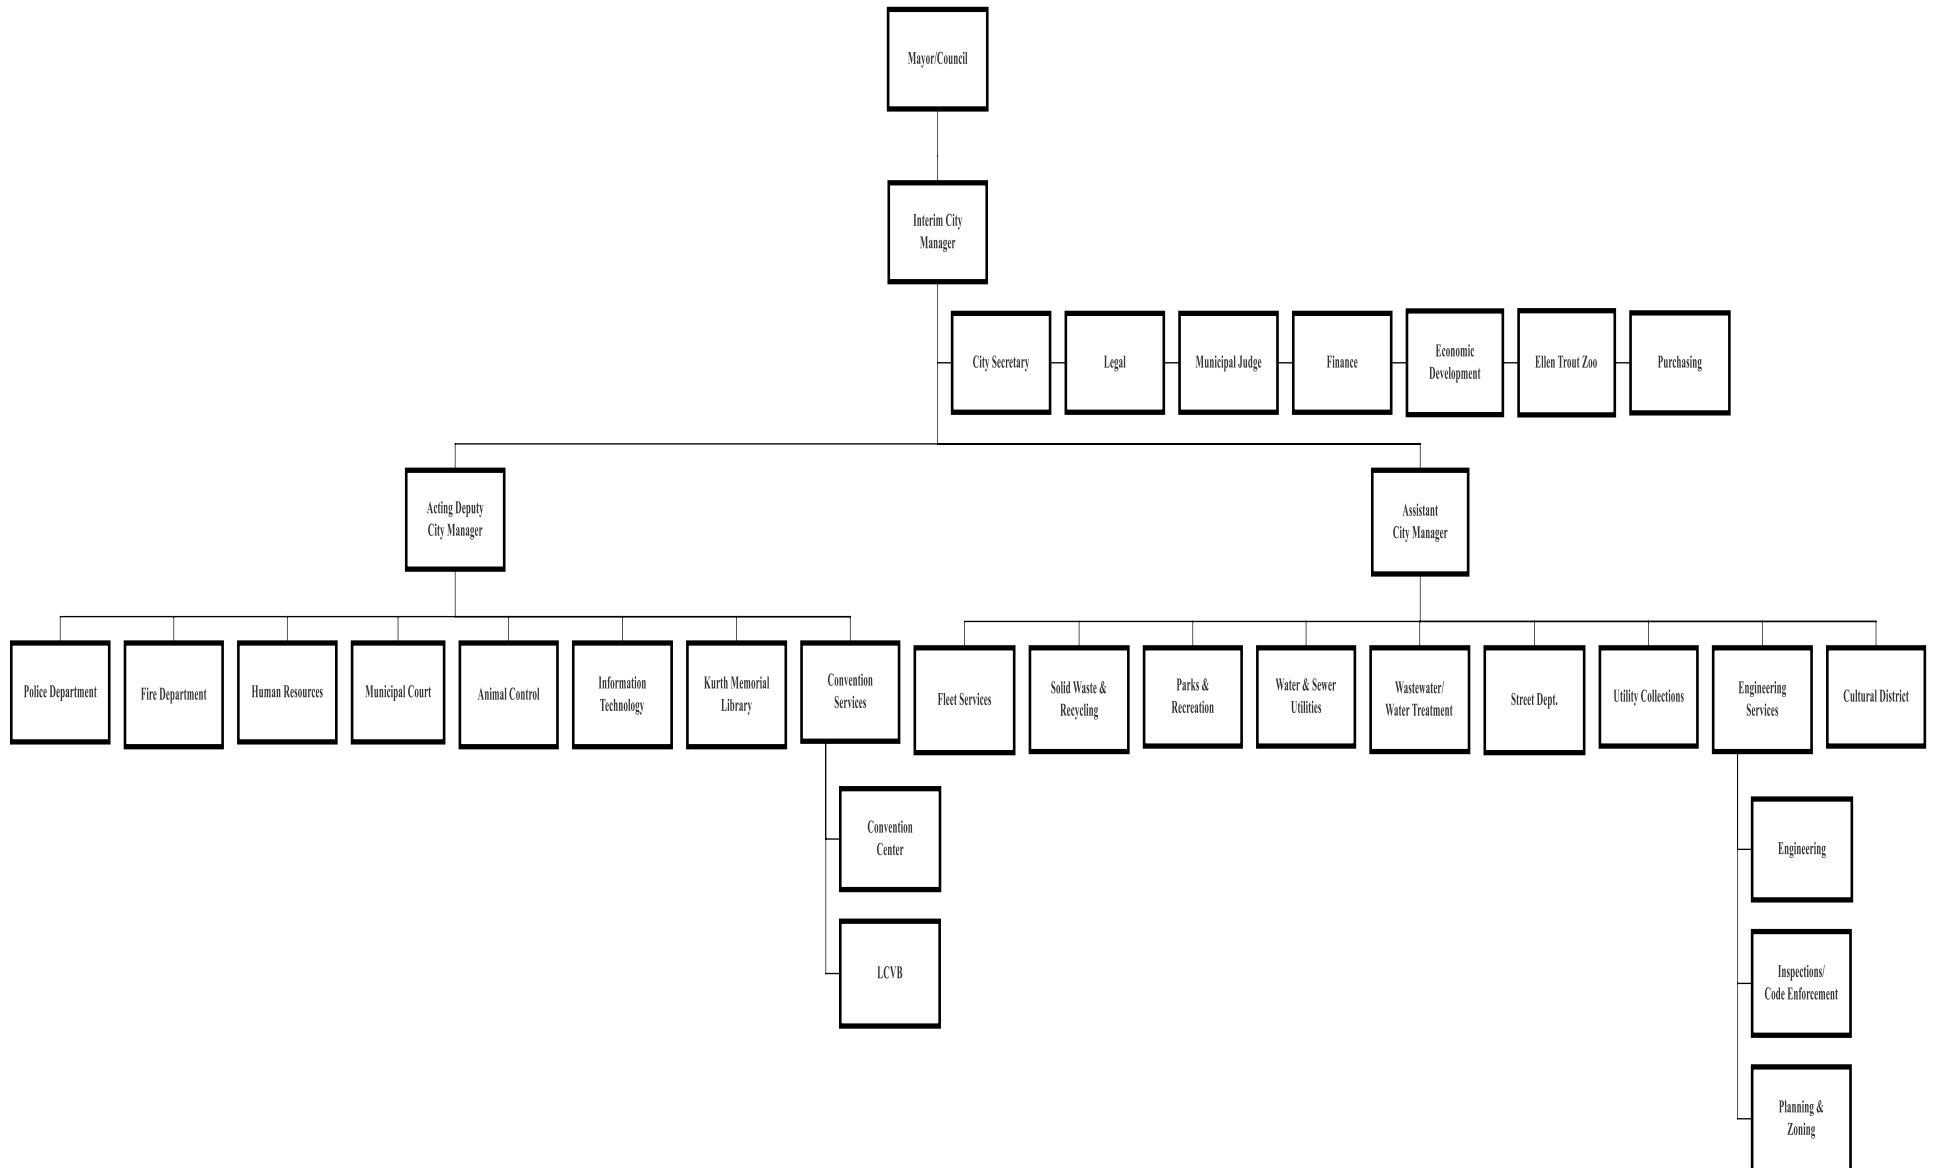 Mayor/Council
Interim City
Manager
City Secretary
Legal
Municipal Judge
Finance
Economic
Development
Ellen Trout Zoo
Purchasing
Acting Deputy
City Manager
Assistant
City Manager
Police Department
Fire Department
Human Resources
Municipal Court
Animal Control
Information
Technology
Kurth Memorial
Library
Convention
Services
Fleet Services
Solid Waste &
Recycling
Parks &
Recreation
Water & Sewer
Utilities
Wastewater/
Water Treatment
Street Dept.
Utility Collections
Engineering
Services
Cultural District
Convention
Center
LCVB
Engineering
Inspections/
Code Enforcement
Planning &
Zoning